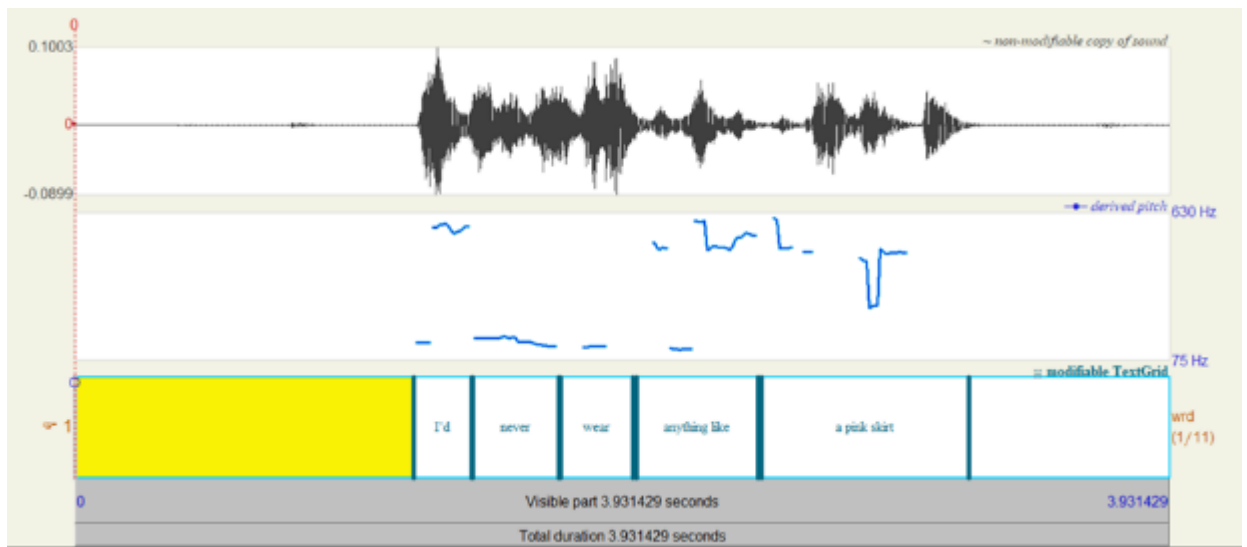 0
0.1003
~ non-modifiable copy of sound
0
-0.0899
derived pitch
630 Hz
75 Hz
modifiable TextGrid
1
I'd never wear anything like a pink skirt
wrd
(1/11)
0 Visible part 3.931429 seconds 3.931429
Total duration 3.931429 seconds